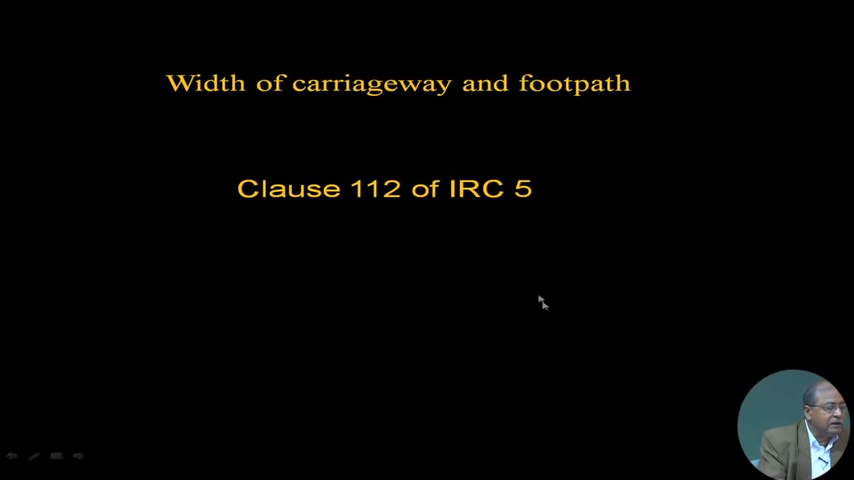 Width of carriageway and footpath
Clause 112 of IRC 5